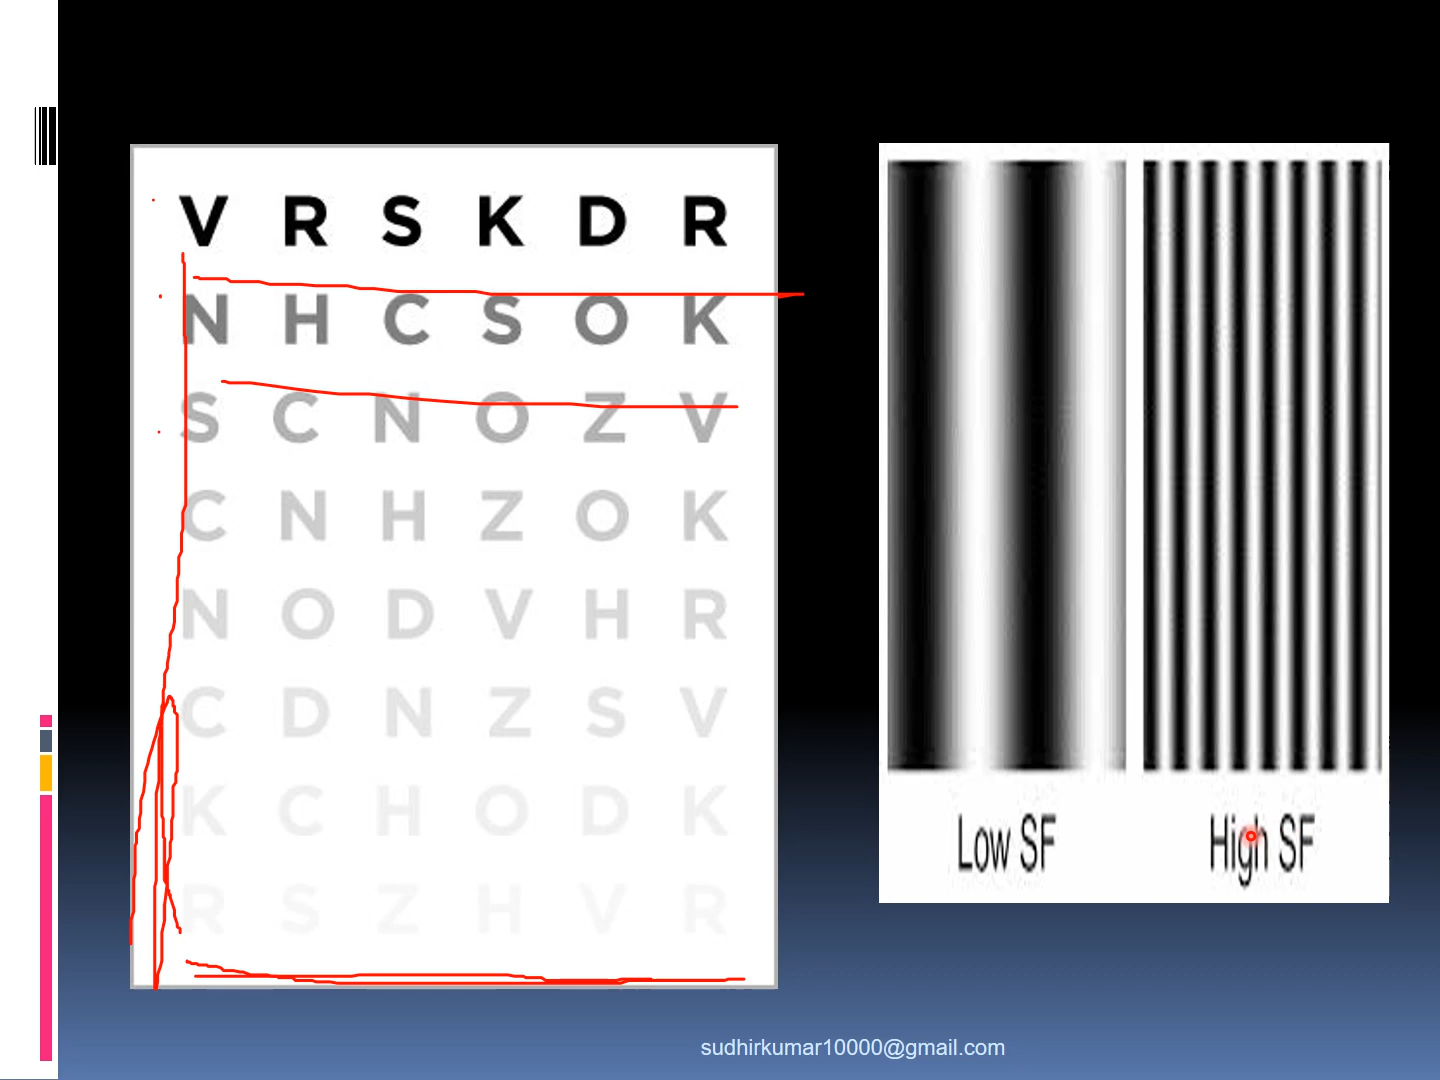 V R S K D R
N H C S O K
S C N O Z V
C N H Z O K
N O D V H R
C D N Z S V
K C H O D K
R S Z H V R
Low SF
High SF
sudhirkumar10000@gmail.com